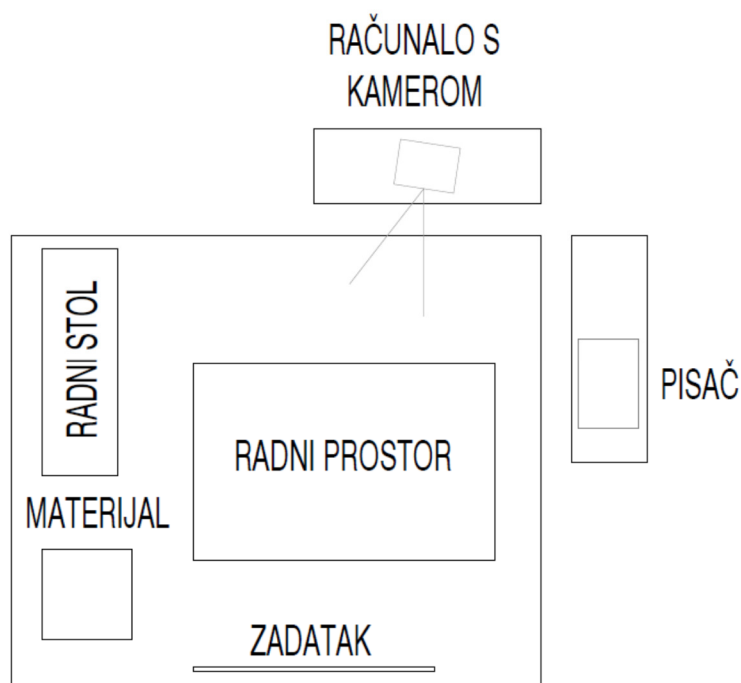 RAČUNALO S
KAMEROM
RADNI STOL
PISAČ
RADNI PROSTOR
MATERIJAL
ZADATAK